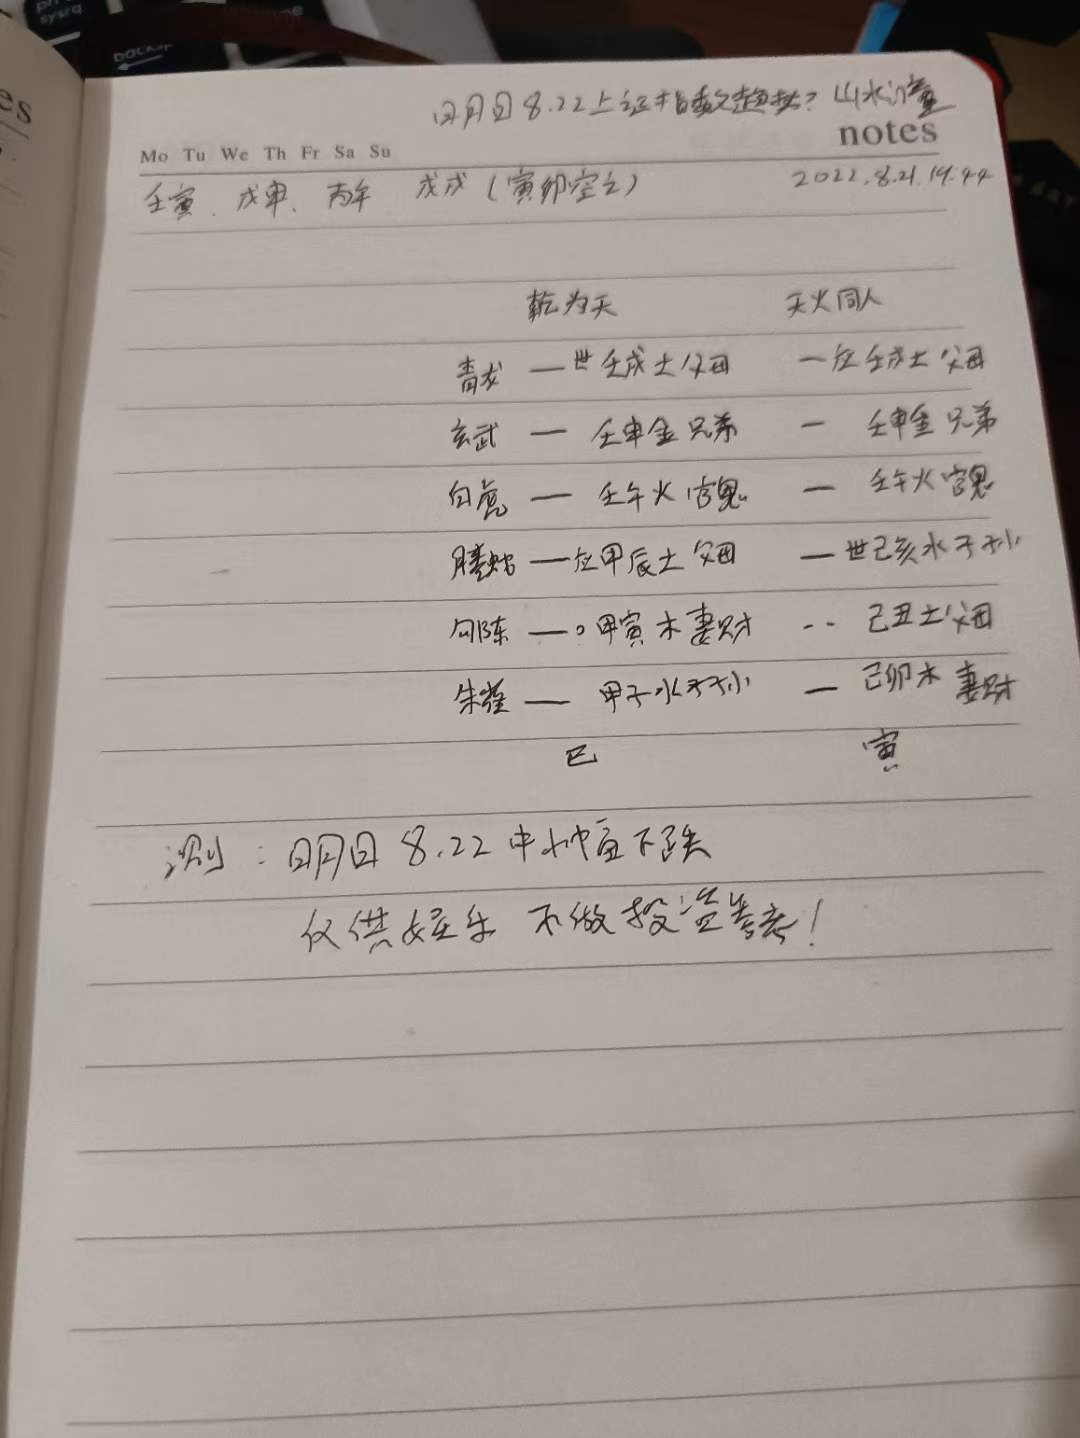 prt
sysrq
backsp
es
day
明日8.22上证指数趋势？山水
notes
Mo Tu We Th Fr Sa Su
2022.8.21.19.44
壬寅、戊申、丙午 戊戌（寅卯空亡）
乾为天 天火同人
青龙 — 世壬戌土父母 — 应壬戌土父母
玄武 — 壬申金兄弟 — 壬申金兄弟
白虎 — 壬午火官鬼 — 壬午火官鬼
螣蛇 — 应甲辰土父母 — 世己亥水子孙
勾陈 — o 甲寅木妻财 - - 己丑土父母
朱雀 — 甲子水子孙 — 己卯木妻财
巳 寅
测：明日8.22中小幅下跌
仅供娱乐 不做投资参考！